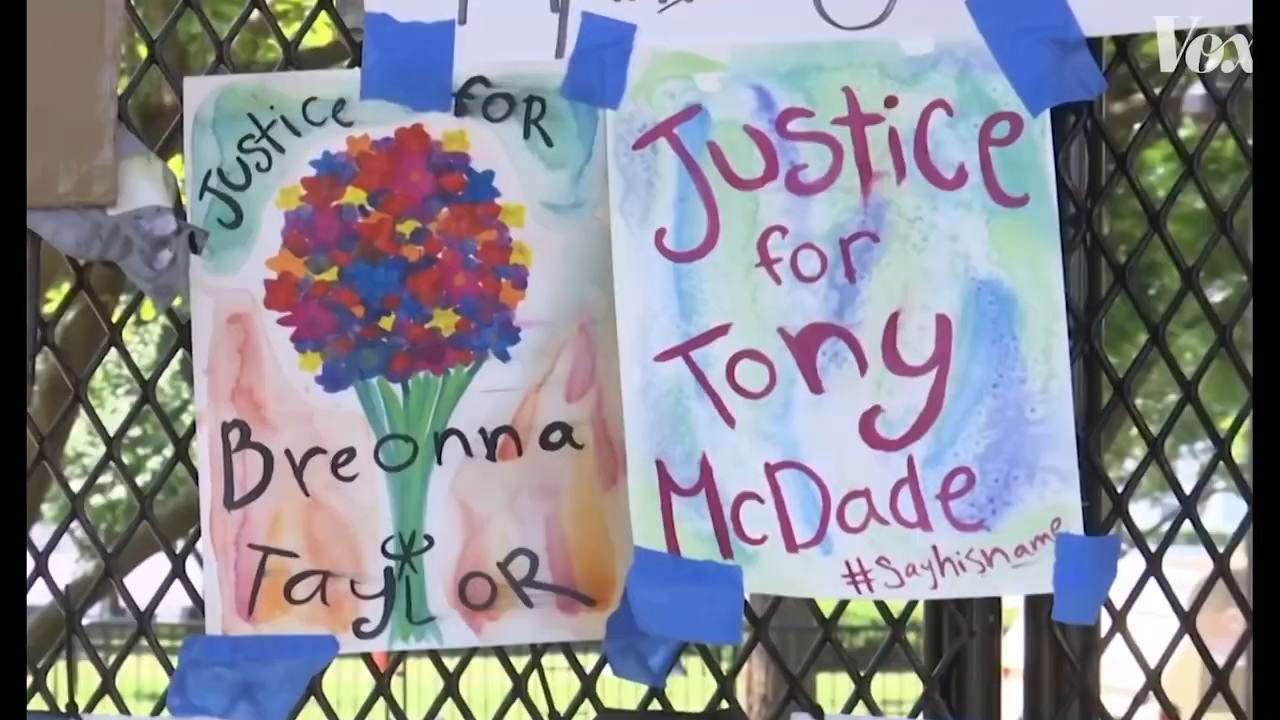 Vox
Justice FOR
Breonna
TaylOR
Justice
for
Tony
McDade
#Sayhisname